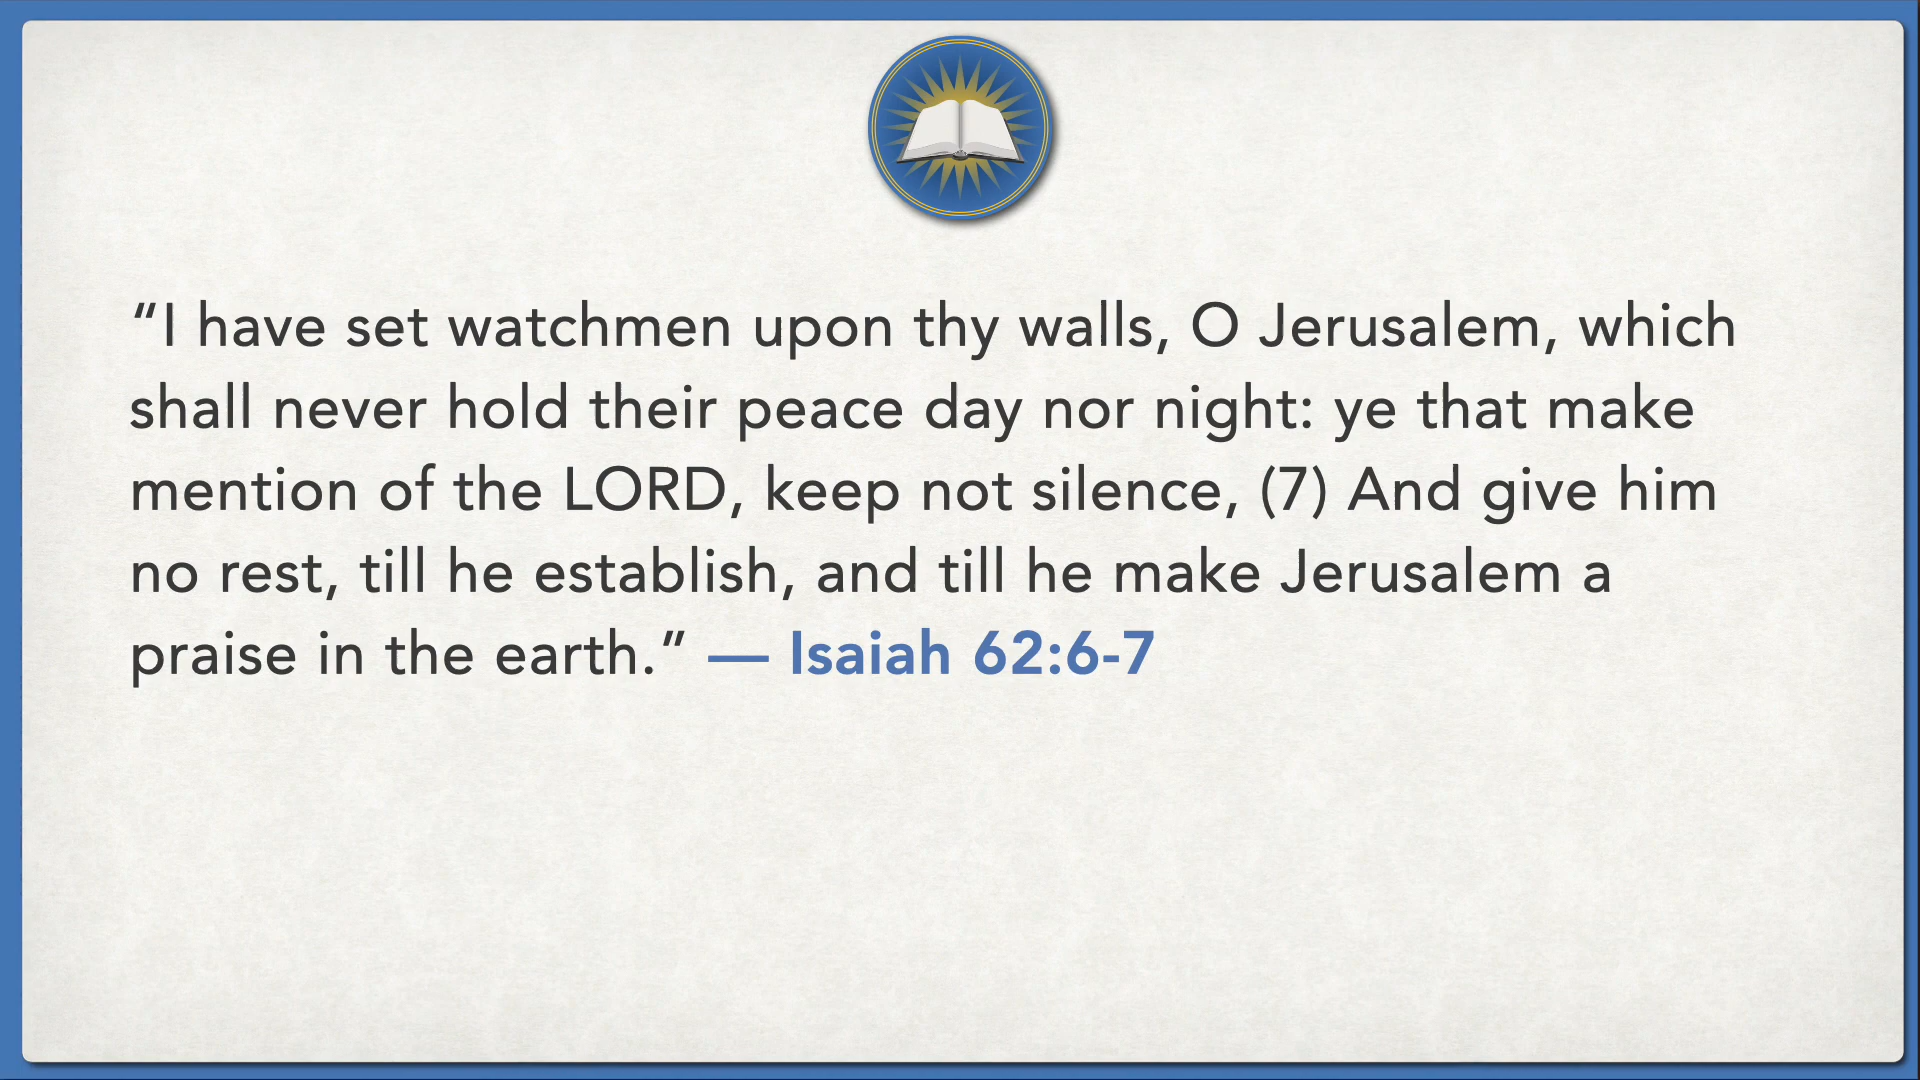 “I have set watchmen upon thy walls, O Jerusalem, which
shall never hold their peace day nor night: ye that make
mention of the LORD, keep not silence, (7) And give him
no rest, till he establish, and till he make Jerusalem a
praise in the earth.” — Isaiah 62:6-7